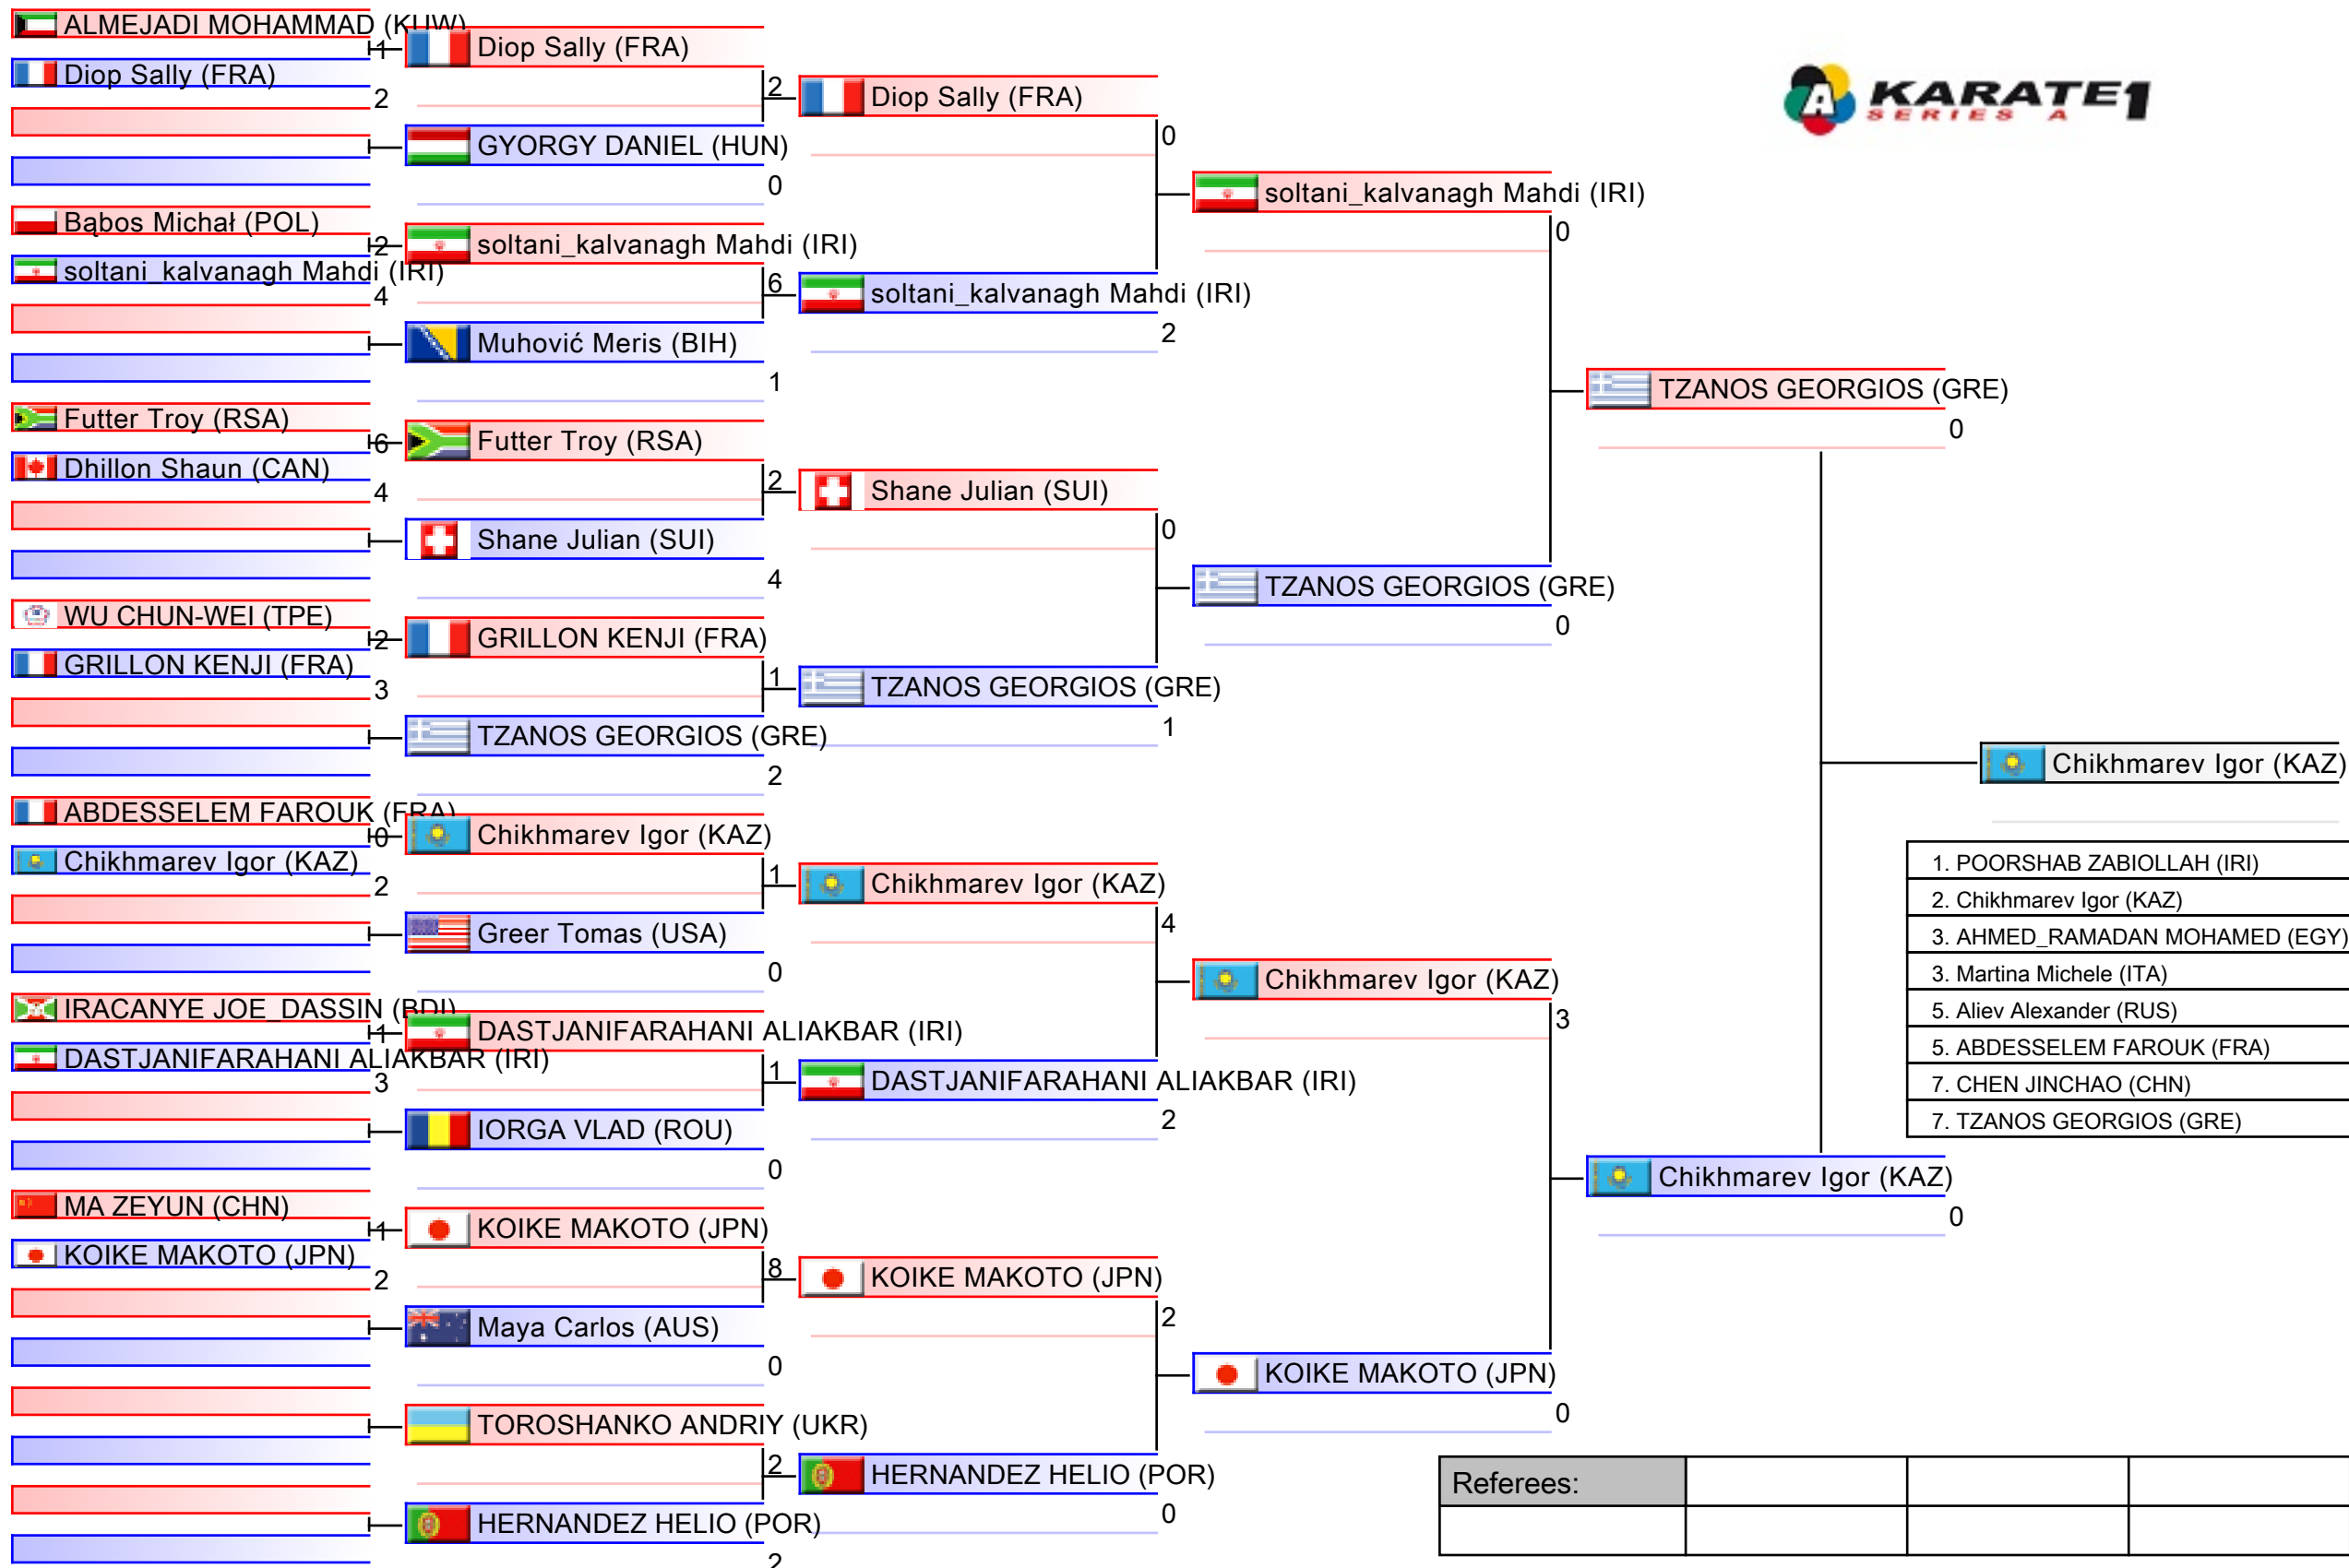 ALMEJADI MOHAMMAD (KUW)
1
Diop Sally (FRA)
2
Bąbos Michał (POL)
2
soltani_kalvanagh Mahdi (IRI)
4
Futter Troy (RSA)
6
Dhillon Shaun (CAN)
4
WU CHUN-WEI (TPE)
2
GRILLON KENJI (FRA)
3
ABDESSELEM FAROUK (FRA)
0
Chikhmarev Igor (KAZ)
2
IRACANYE JOE_DASSIN (BDI)
1
DASTJANIFARAHANI ALIAKBAR (IRI)
3
MA ZEYUN (CHN)
1
KOIKE MAKOTO (JPN)
2
Diop Sally (FRA)
2
GYORGY DANIEL (HUN)
0
soltani_kalvanagh Mahdi (IRI)
6
Muhović Meris (BIH)
1
Futter Troy (RSA)
2
Shane Julian (SUI)
4
GRILLON KENJI (FRA)
1
TZANOS GEORGIOS (GRE)
2
Chikhmarev Igor (KAZ)
1
Greer Tomas (USA)
0
DASTJANIFARAHANI ALIAKBAR (IRI)
1
IORGA VLAD (ROU)
0
KOIKE MAKOTO (JPN)
8
Maya Carlos (AUS)
0
TOROSHANKO ANDRIY (UKR)
2
HERNANDEZ HELIO (POR)
2
Diop Sally (FRA)
0
soltani_kalvanagh Mahdi (IRI)
2
Shane Julian (SUI)
0
TZANOS GEORGIOS (GRE)
1
Chikhmarev Igor (KAZ)
4
DASTJANIFARAHANI ALIAKBAR (IRI)
2
KOIKE MAKOTO (JPN)
2
HERNANDEZ HELIO (POR)
0
soltani_kalvanagh Mahdi (IRI)
0
TZANOS GEORGIOS (GRE)
0
Chikhmarev Igor (KAZ)
3
KOIKE MAKOTO (JPN)
0
TZANOS GEORGIOS (GRE)
0
Chikhmarev Igor (KAZ)
0
A KARATE1
SERIES A
Chikhmarev Igor (KAZ)
1. POORSHAB ZABIOLLAH (IRI)
2. Chikhmarev Igor (KAZ)
3. AHMED_RAMADAN MOHAMED (EGY)
3. Martina Michele (ITA)
5. Aliev Alexander (RUS)
5. ABDESSELEM FAROUK (FRA)
7. CHEN JINCHAO (CHN)
7. TZANOS GEORGIOS (GRE)
Referees: